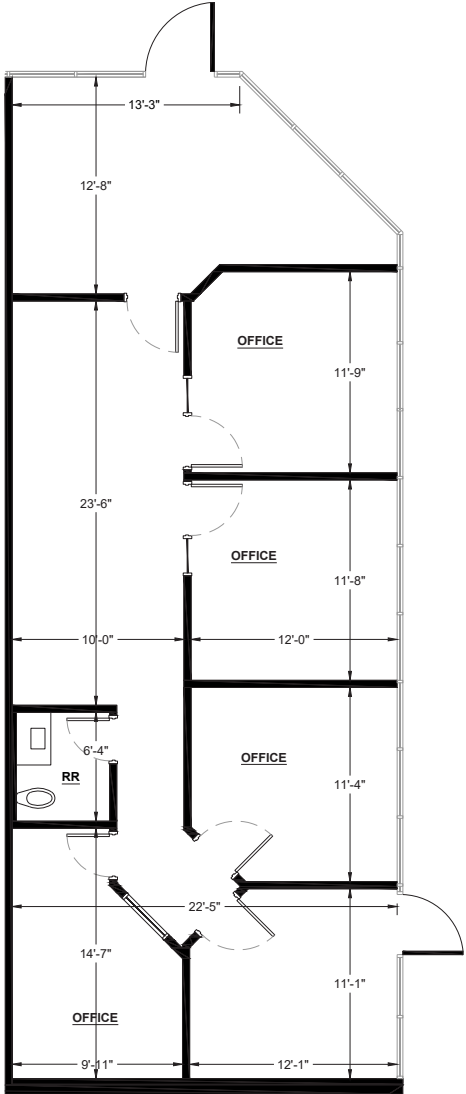 13'-3"
12'-8"
OFFICE
11'-9"
23'-6"
OFFICE
11'-8"
10'-0"
12'-0"
6'-4"
OFFICE
RR
11'-4"
22'-5"
14'-7"
11'-1"
OFFICE
9'-11"
12'-1"